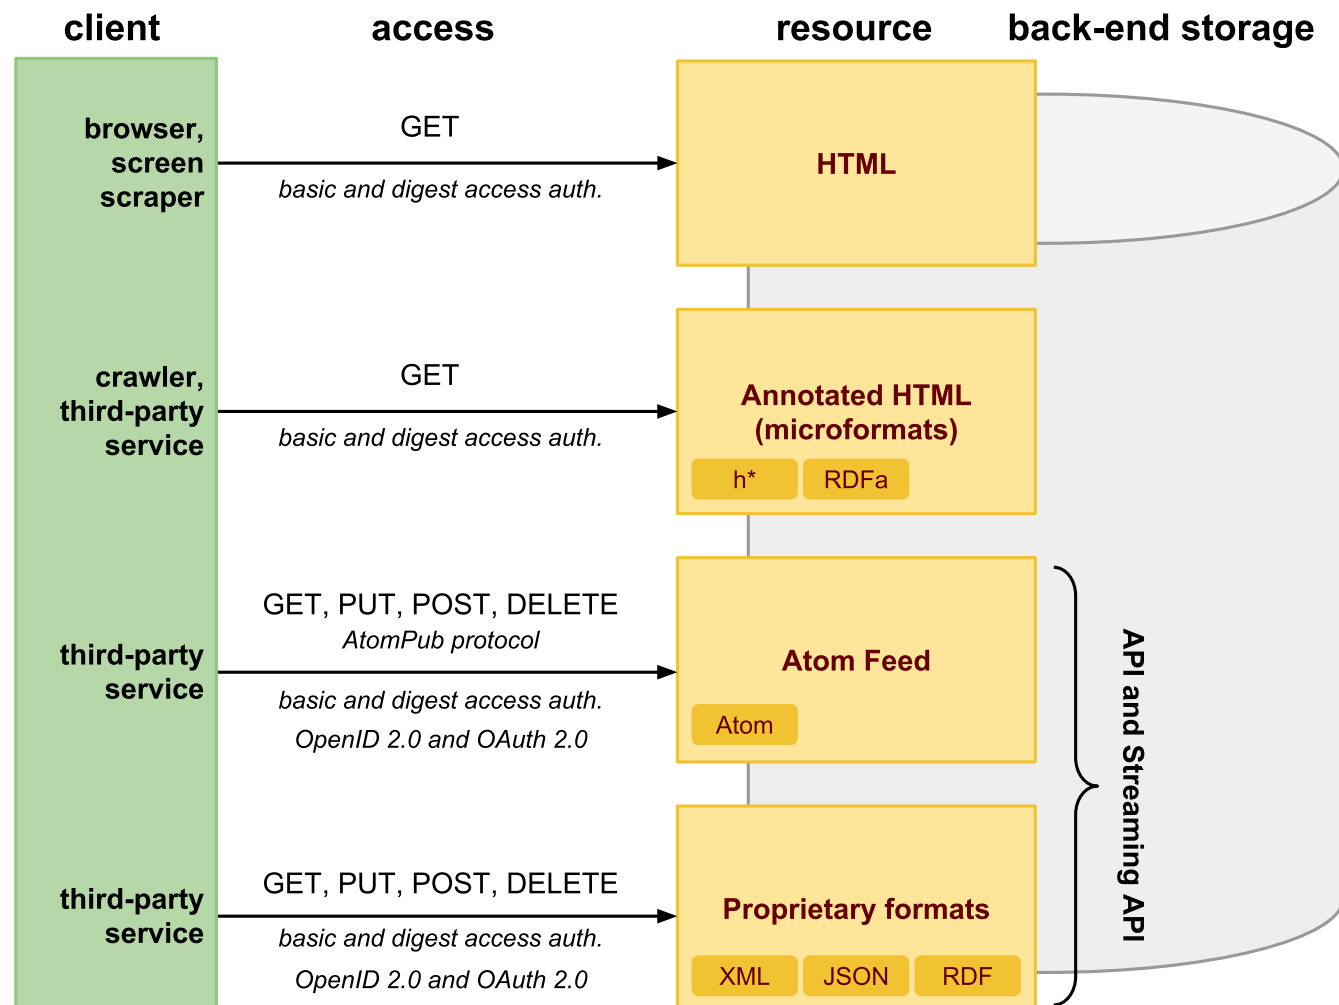 client access resource back-end storage
browser,
screen
scraper
GET
basic and digest access auth.
HTML
crawler,
third-party
service
GET
basic and digest access auth.
Annotated HTML
(microformats)
h* RDFa
third-party
service
GET, PUT, POST, DELETE
AtomPub protocol
basic and digest access auth.
OpenID 2.0 and OAuth 2.0
Atom Feed
Atom
third-party
service
GET, PUT, POST, DELETE
basic and digest access auth.
OpenID 2.0 and OAuth 2.0
Proprietary formats
XML JSON RDF
API and Streaming API